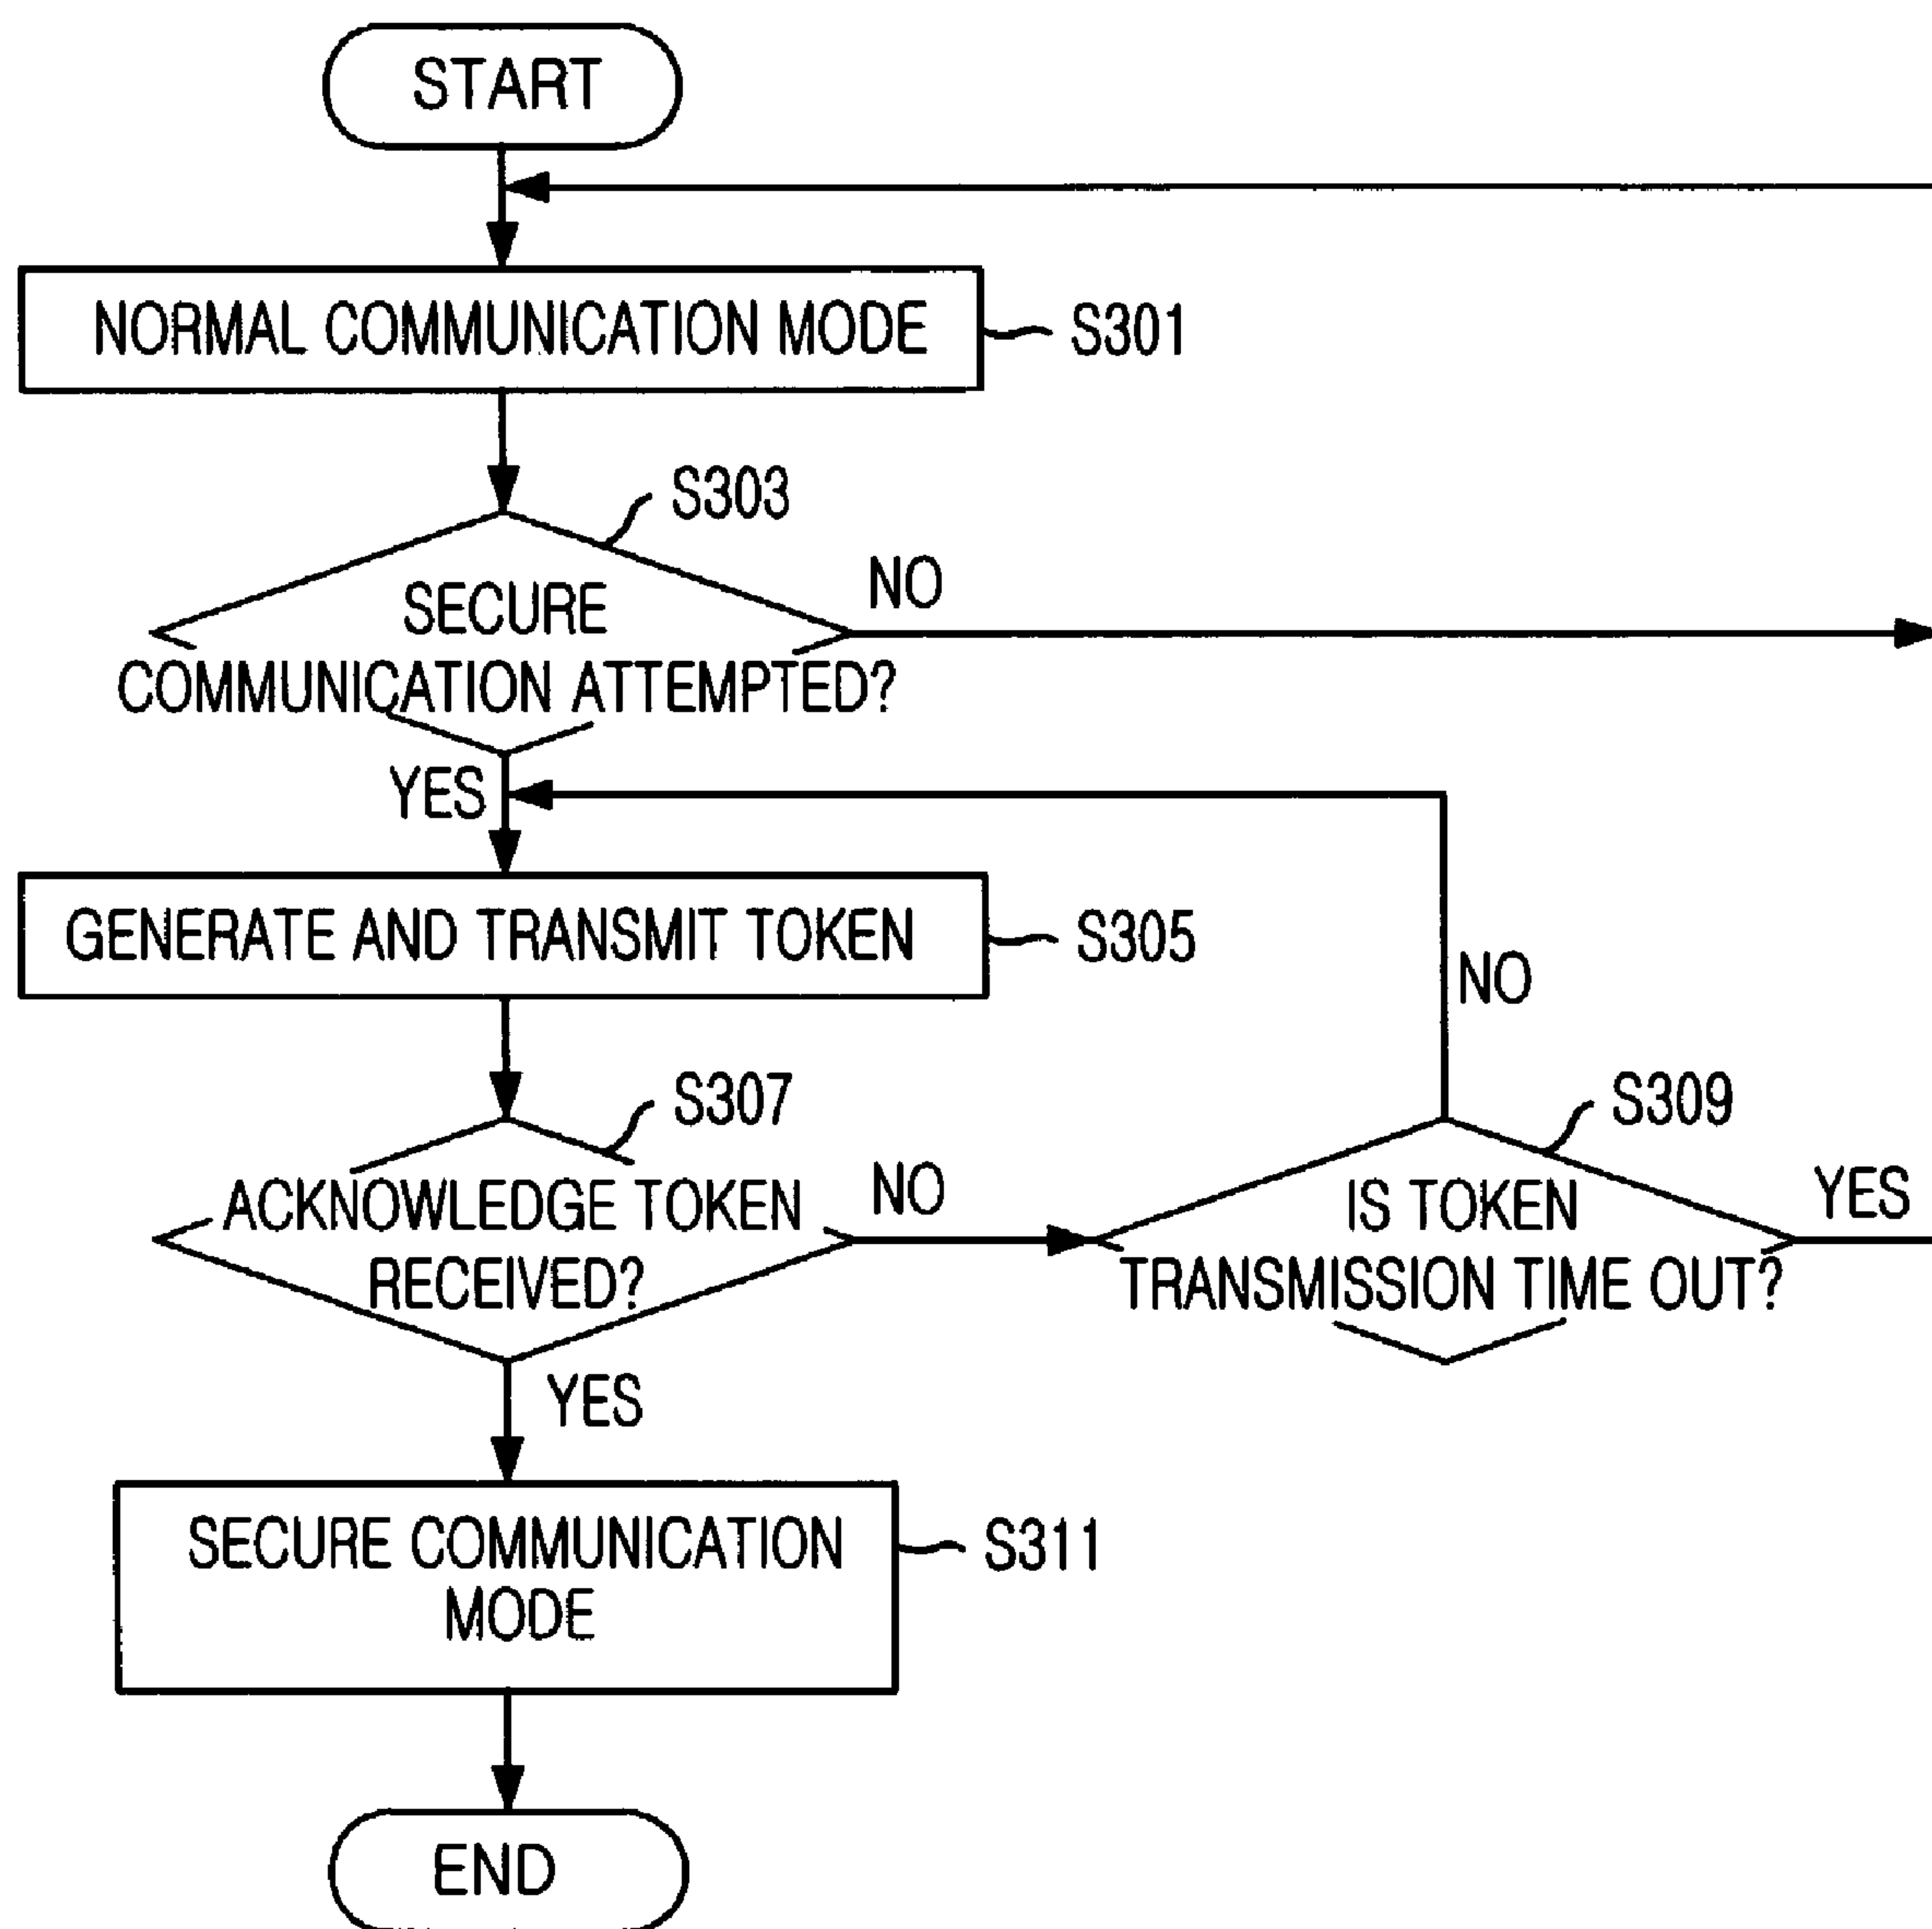 START
NORMAL COMMUNICATION MODE
S301
S303
SECURE
COMMUNICATION ATTEMPTED?
NO
YES
GENERATE AND TRANSMIT TOKEN
S305
NO
S307
ACKNOWLEDGE TOKEN
RECEIVED?
NO
S309
IS TOKEN
TRANSMISSION TIME OUT?
YES
YES
SECURE COMMUNICATION
MODE
S311
END